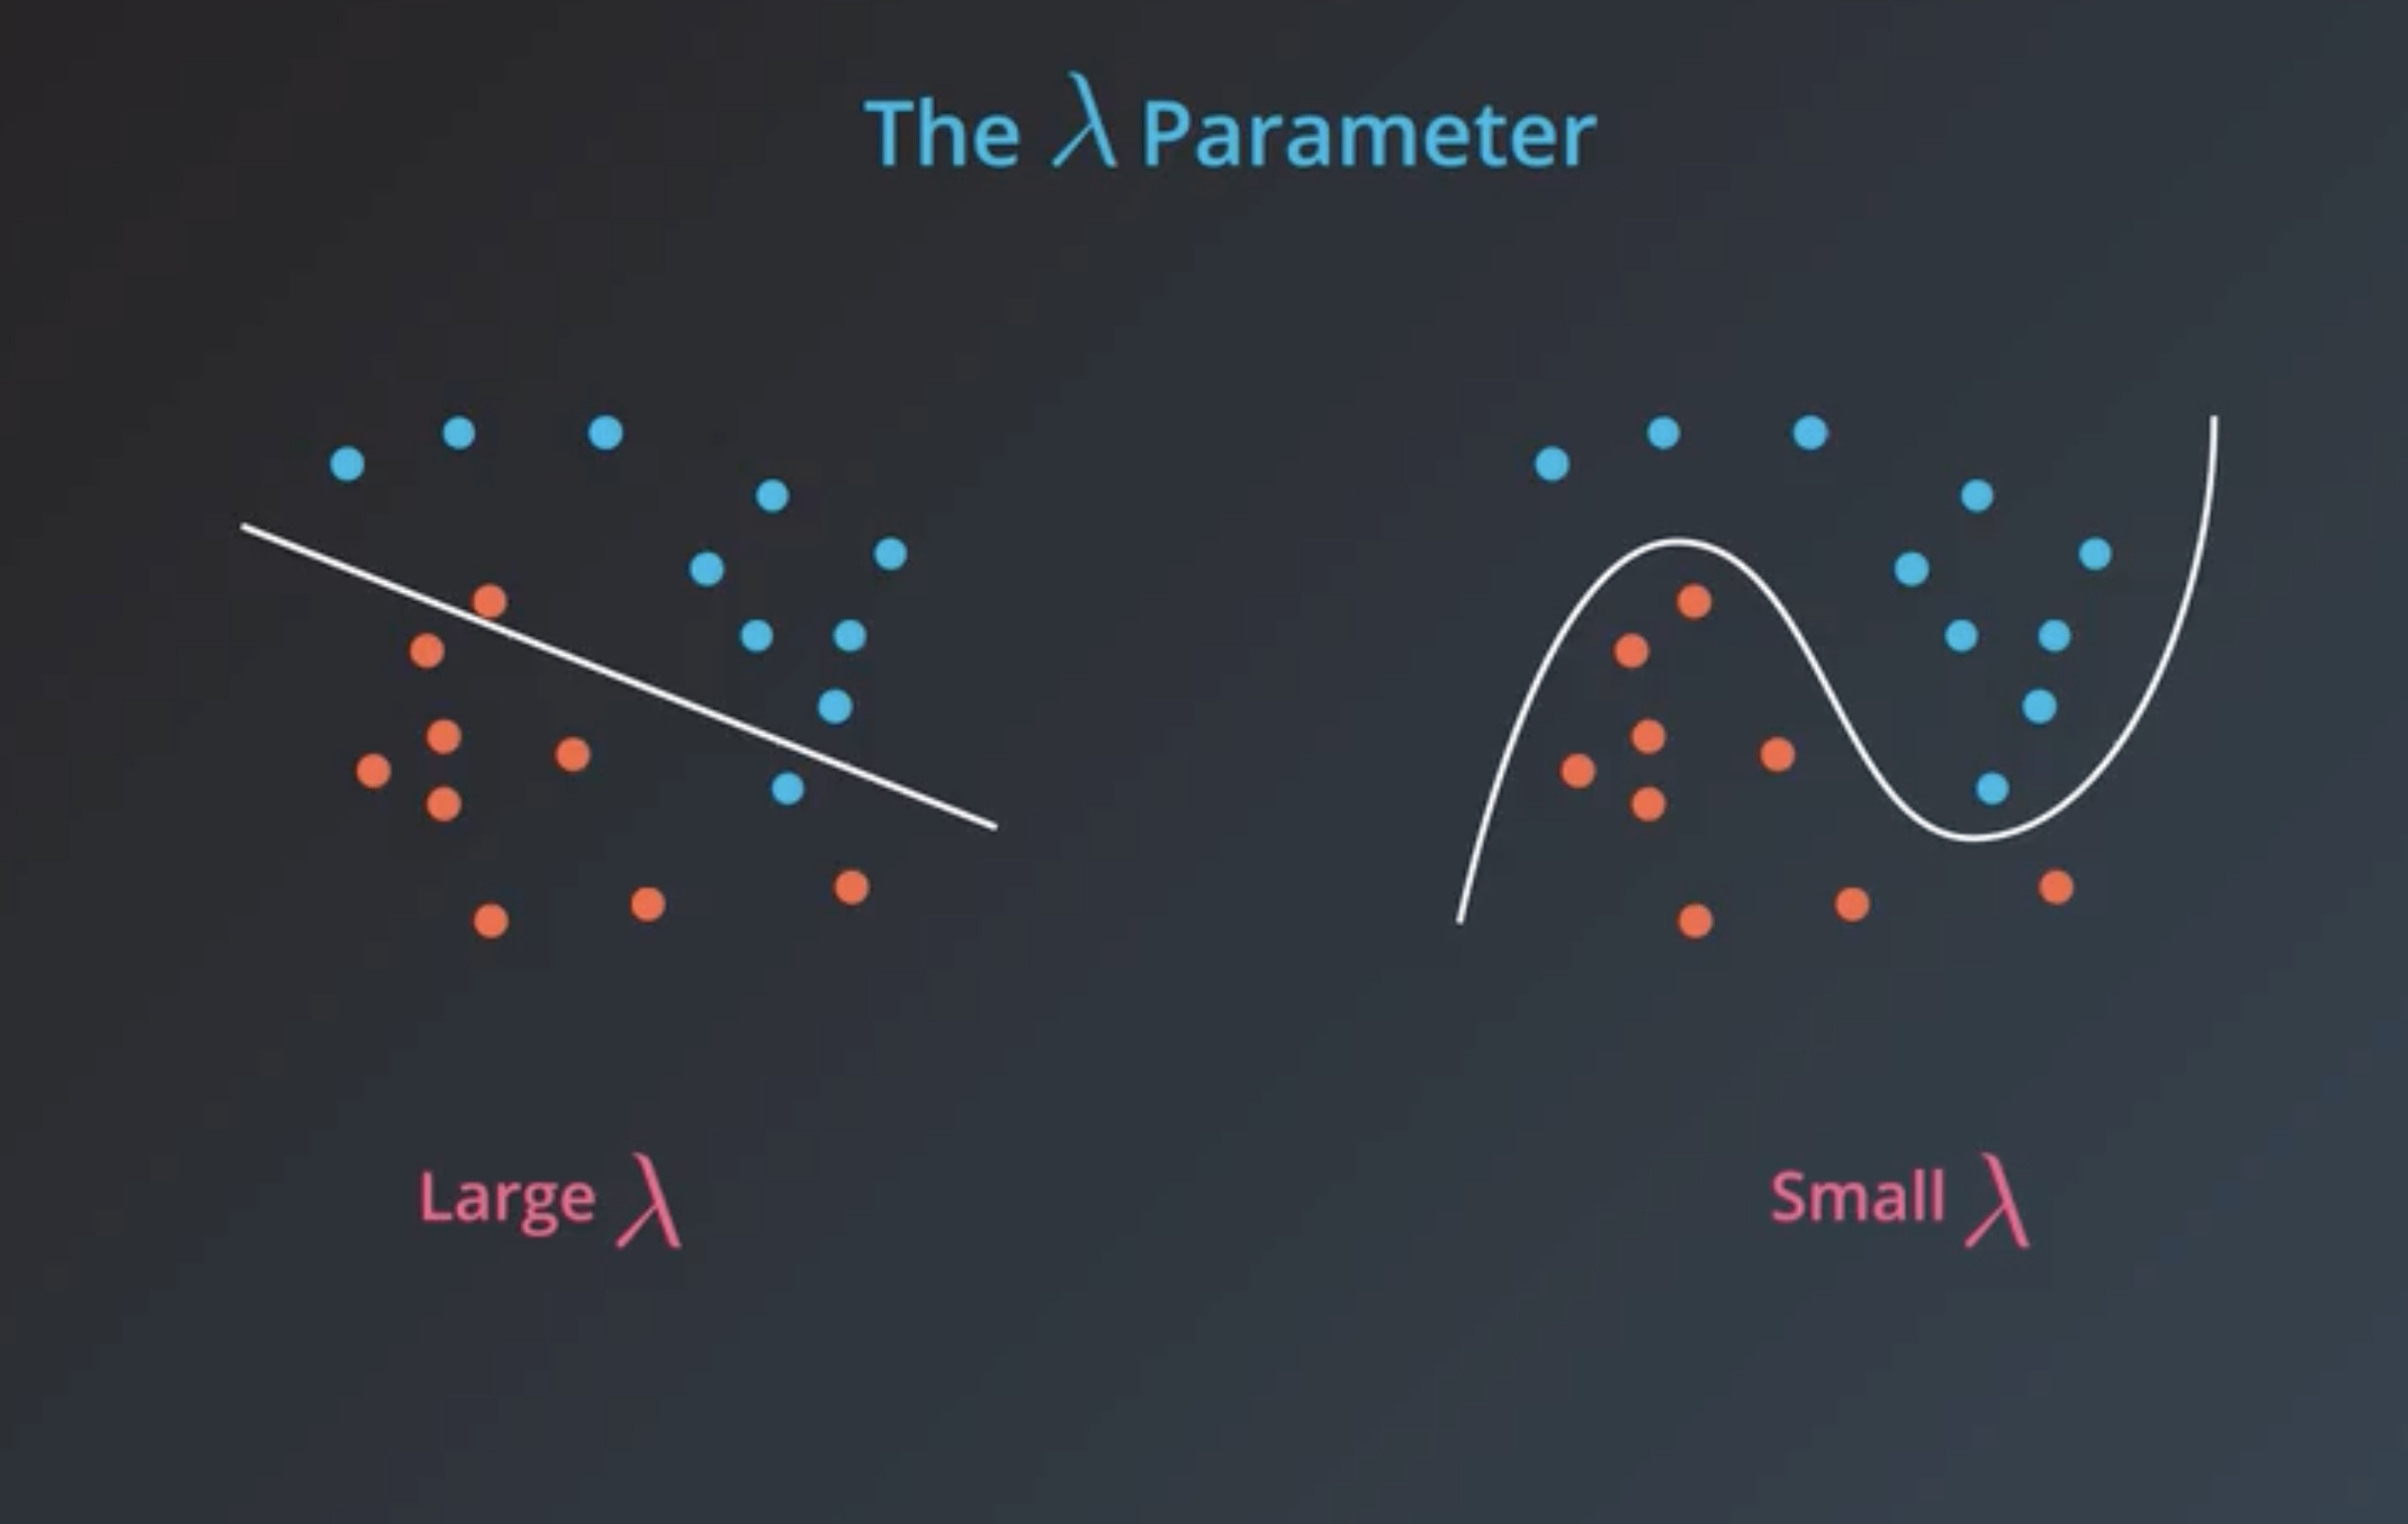 The λ Parameter
Large λ
Small λ